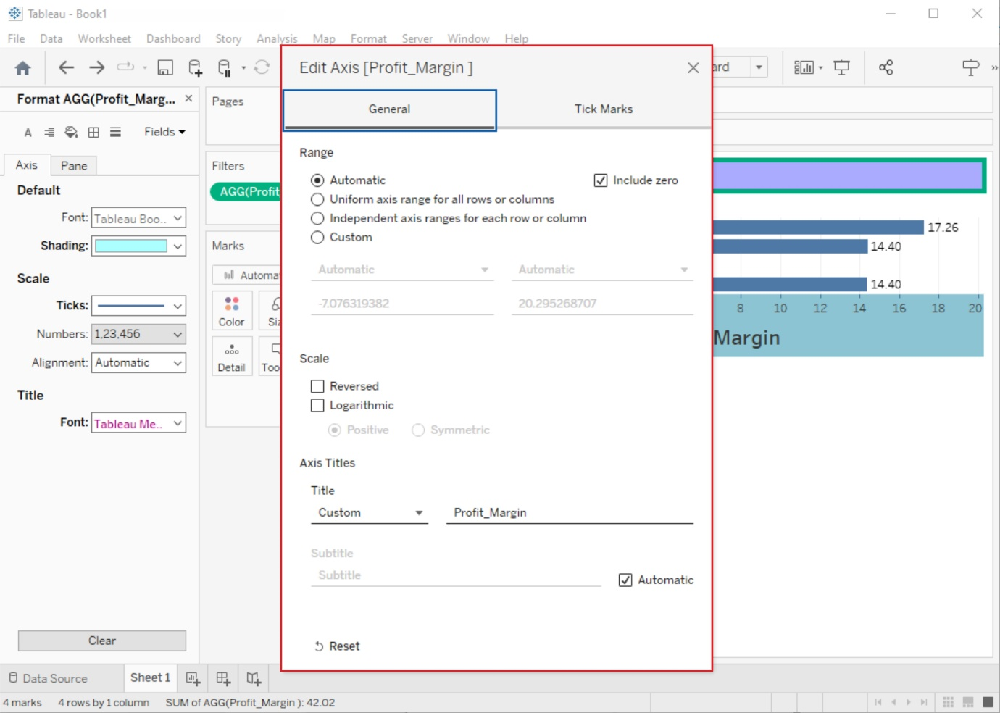 Tableau - Book1
File Data Worksheet Dashboard Story Analysis Map Format Server Window Help
Format AGG(Profit_Marg...
Fields
Axis Pane
Default
Font: Tableau Boo..
Shading:
Scale
Ticks:
Numbers: 1,23,456
Alignment: Automatic
Title
Font: Tableau Me..
Clear
Pages
Filters
AGG(Profit
Marks
Automa
Color
Siz
Detail
Too
Edit Axis [Profit_Margin ]
General Tick Marks
Range
Automatic Include zero
Uniform axis range for all rows or columns
Independent axis ranges for each row or column
Custom
Automatic Automatic
-7.076319382 20.295268707
Scale
Reversed
Logarithmic
Positive Symmetric
Axis Titles
Title
Custom Profit_Margin
Subtitle
Subtitle
Automatic
Reset
ard
17.26
14.40
14.40
8 10 12 14 16 18 20
Margin
Data Source Sheet 1
4 marks 4 rows by 1 column SUM of AGG(Profit_Margin ): 42.02